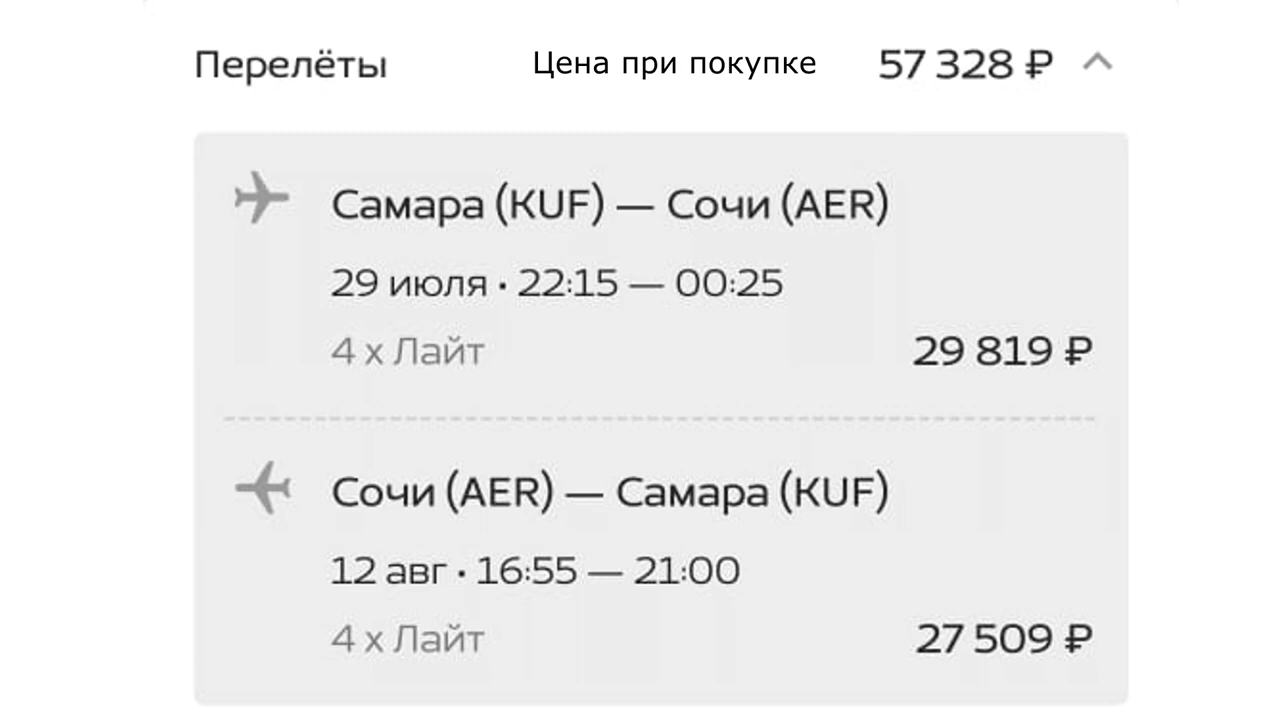 Перелёты Цена при покупке 57 328 ₽
Самара (KUF) — Сочи (AER)
29 июля • 22:15 — 00:25
4 x Лайт 29 819 ₽
Сочи (AER) — Самара (KUF)
12 авг • 16:55 — 21:00
4 x Лайт 27 509 ₽